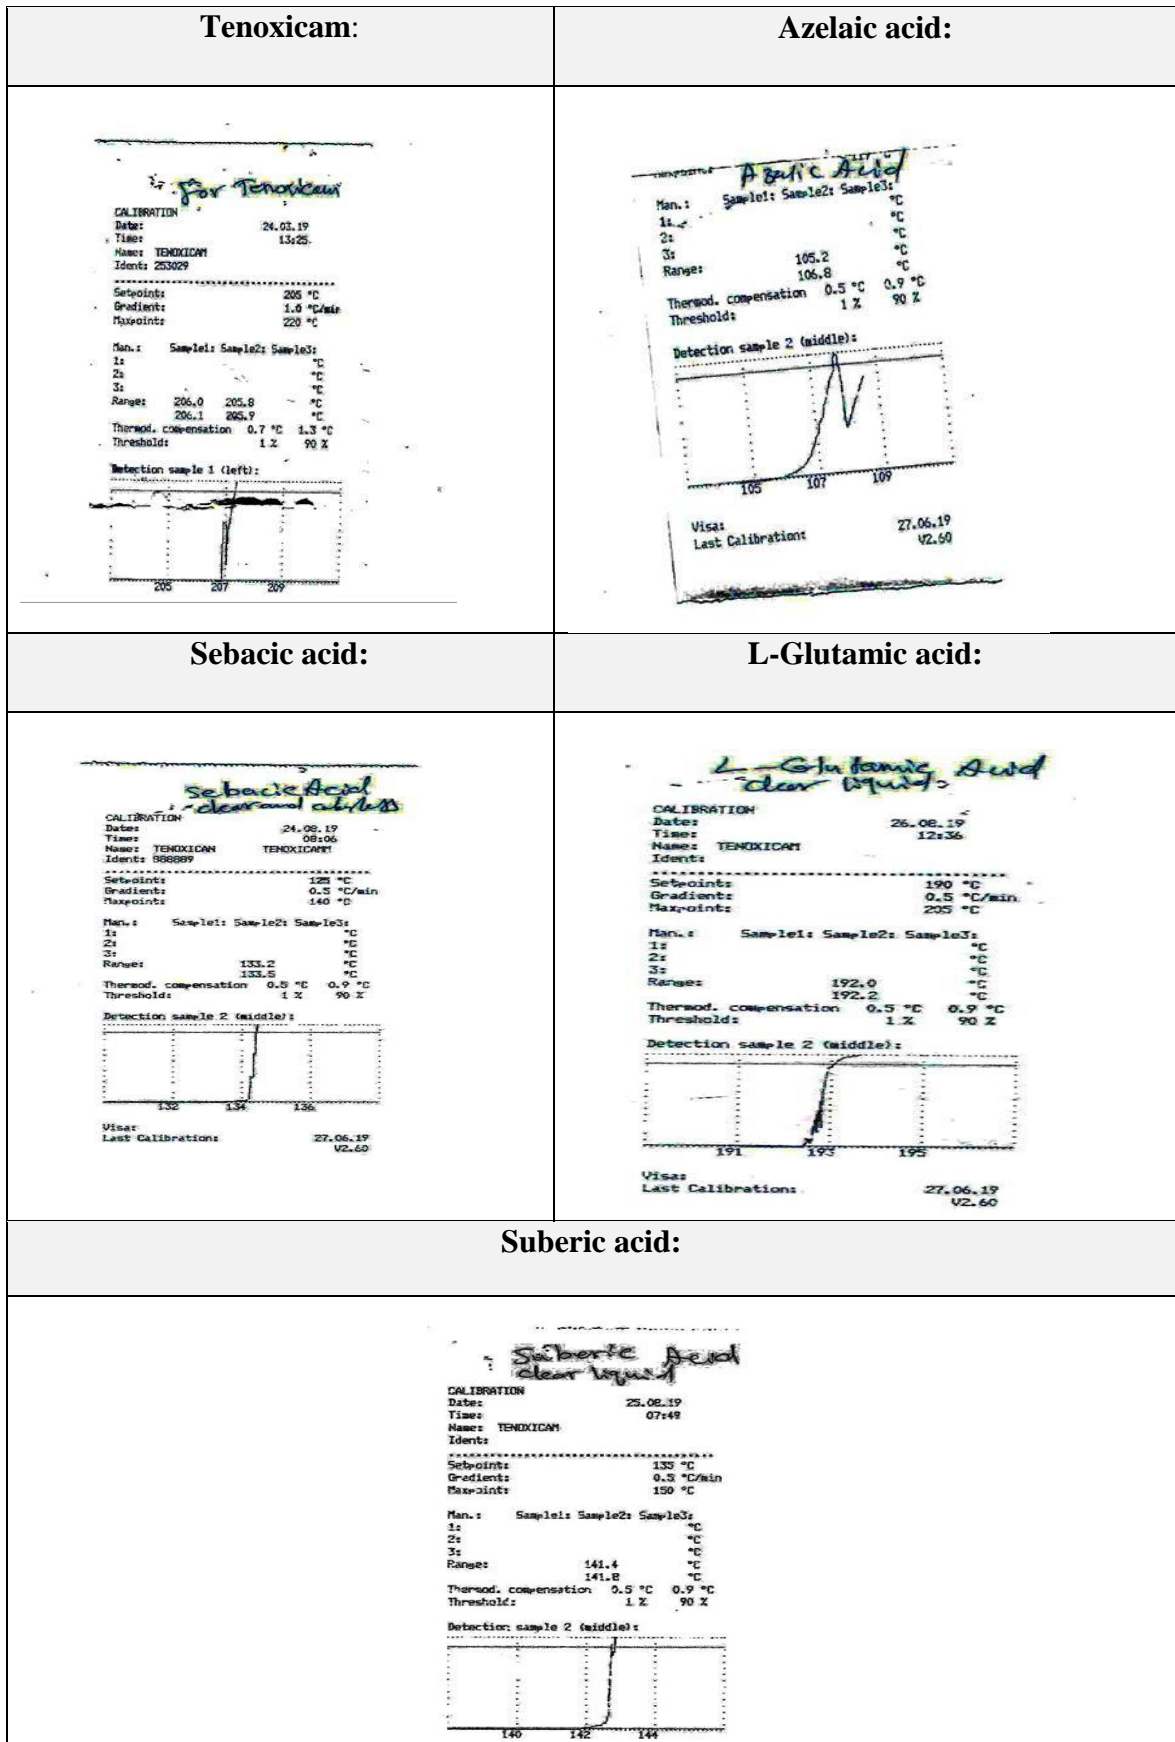 Tenoxicam:
for Tenoxicam
CALIBRATION
Date: 24.03.19
Time: 13:25
Name: TENOXICAM
Ident: 253029
Setpoint: 205 °C
Gradient: 1.0 °C/min
Maxpoint: 220 °C
Man.: Sample1: Sample2: Sample3:
1: °C
2: °C
3: °C
Range: 206.0 205.8 °C
206.1 205.9 °C
Thermod. compensation 0.7 °C 1.3 °C
Threshold: 1 % 90 %
Detection sample 1 (left):
205 207 209
Azelaic acid:
Azelic Acid
Man.: Sample1: Sample2: Sample3:
1: °C
2: °C
3: °C
Range: 105.2 °C
106.8 °C
Thermod. compensation 0.5 °C 0.9 °C
Threshold: 1 % 90 %
Detection sample 2 (middle):
105 107 109
Visa:
Last Calibration: 27.06.19
V2.60
Sebacic acid:
Sebacic Acid
clear and
CALIBRATION
Date: 24.08.19
Time: 08:06
Name: TENOXICAM TENOXICAMM
Ident: 888889
Setpoint: 125 °C
Gradient: 0.5 °C/min
Maxpoint: 140 °C
Man.: Sample1: Sample2: Sample3:
1: °C
2: °C
3: °C
Range: 133.2 °C
133.5 °C
Thermod. compensation 0.5 °C 0.9 °C
Threshold: 1 % 90 %
Detection sample 2 (middle):
132 134 136
Visa:
Last Calibration: 27.06.19
V2.60
L-Glutamic acid:
L-Glutamic Acid
clear liquid
CALIBRATION
Date: 26.08.19
Time: 12:36
Name: TENOXICAM
Ident:
Setpoint: 190 °C
Gradient: 0.5 °C/min
Maxpoint: 205 °C
Man.: Sample1: Sample2: Sample3:
1: °C
2: °C
3: °C
Range: 192.0 °C
192.2 °C
Thermod. compensation 0.5 °C 0.9 °C
Threshold: 1 % 90 %
Detection sample 2 (middle):
191 193 195
Visa:
Last Calibration: 27.06.19
V2.60
Suberic acid:
Suberic Acid
clear liquid
CALIBRATION
Date: 25.08.19
Time: 07:49
Name: TENOXICAM
Ident:
Setpoint: 135 °C
Gradient: 0.5 °C/min
Maxpoint: 150 °C
Man.: Sample1: Sample2: Sample3:
1: °C
2: °C
3: °C
Range: 141.4 °C
141.8 °C
Thermod. compensation 0.5 °C 0.9 °C
Threshold: 1 % 90 %
Detection sample 2 (middle):
140 142 144